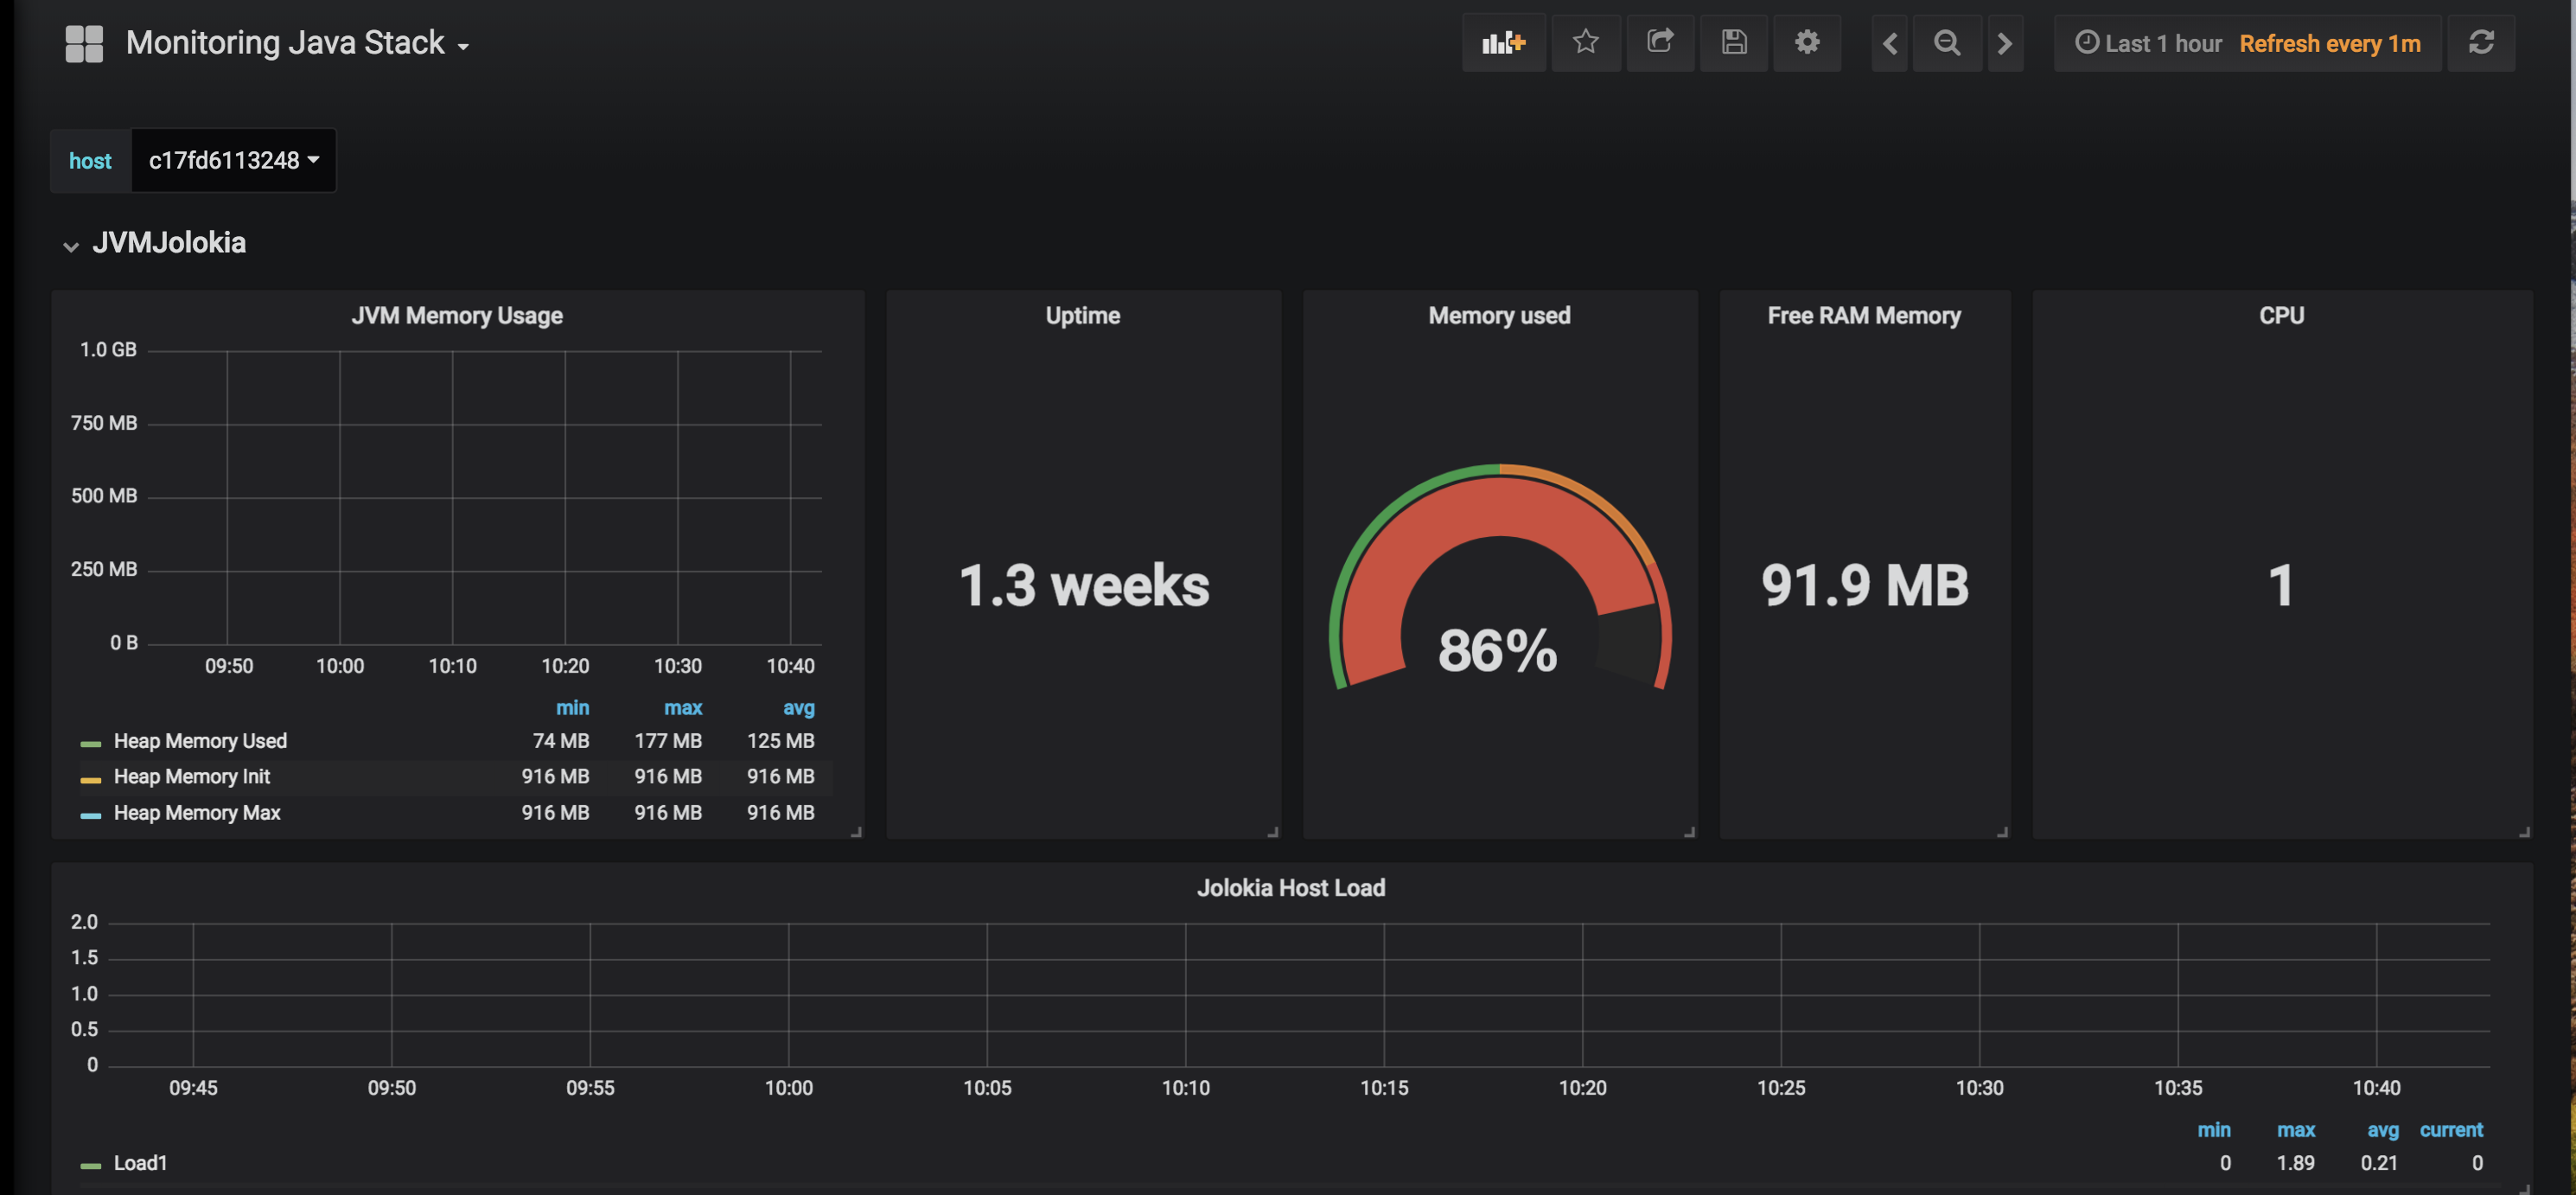 Monitoring Java Stack
Last 1 hour Refresh every 1m
host c17fd6113248
JVMJolokia
JVM Memory Usage
1.0 GB
750 MB
500 MB
250 MB
0 B
09:50 10:00 10:10 10:20 10:30 10:40
min max avg
Heap Memory Used 74 MB 177 MB 125 MB
Heap Memory Init 916 MB 916 MB 916 MB
Heap Memory Max 916 MB 916 MB 916 MB
Uptime
1.3 weeks
Memory used
86%
Free RAM Memory
91.9 MB
CPU
1
Jolokia Host Load
2.0
1.5
1.0
0.5
0
09:45 09:50 09:55 10:00 10:05 10:10 10:15 10:20 10:25 10:30 10:35 10:40
min max avg current
Load1 0 1.89 0.21 0